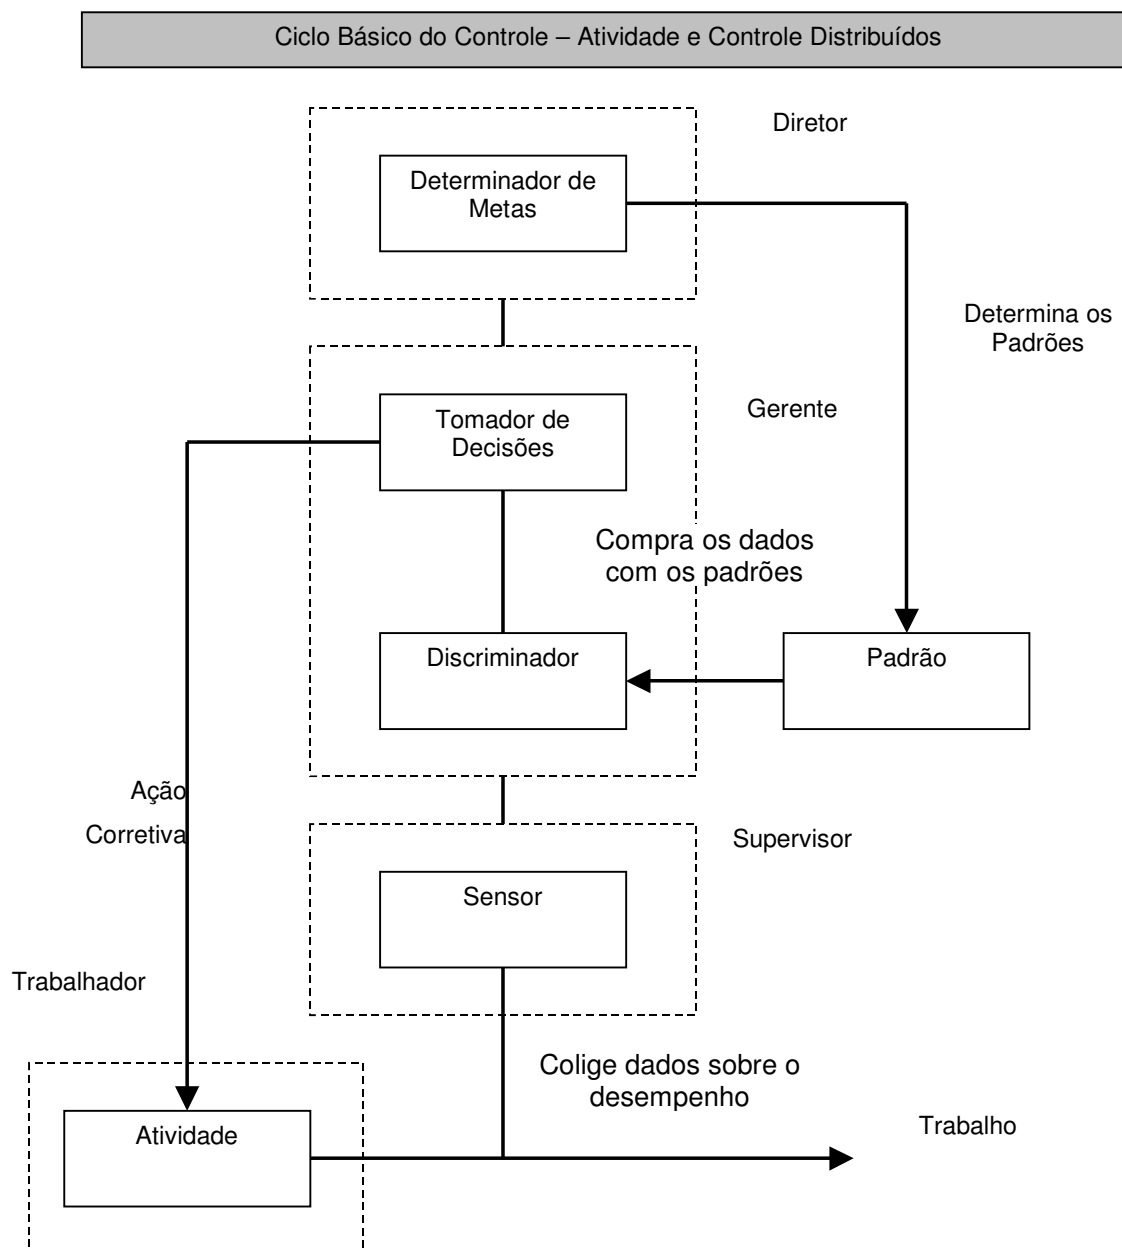 Ciclo Básico do Controle – Atividade e Controle Distribuídos
Diretor
Determinador de
Metas
Determina os
Padrões
Gerente
Tomador de
Decisões
Compra os dados
com os padrões
Discriminador
Padrão
Ação
Corretiva
Supervisor
Sensor
Trabalhador
Colige dados sobre o
desempenho
Trabalho
Atividade